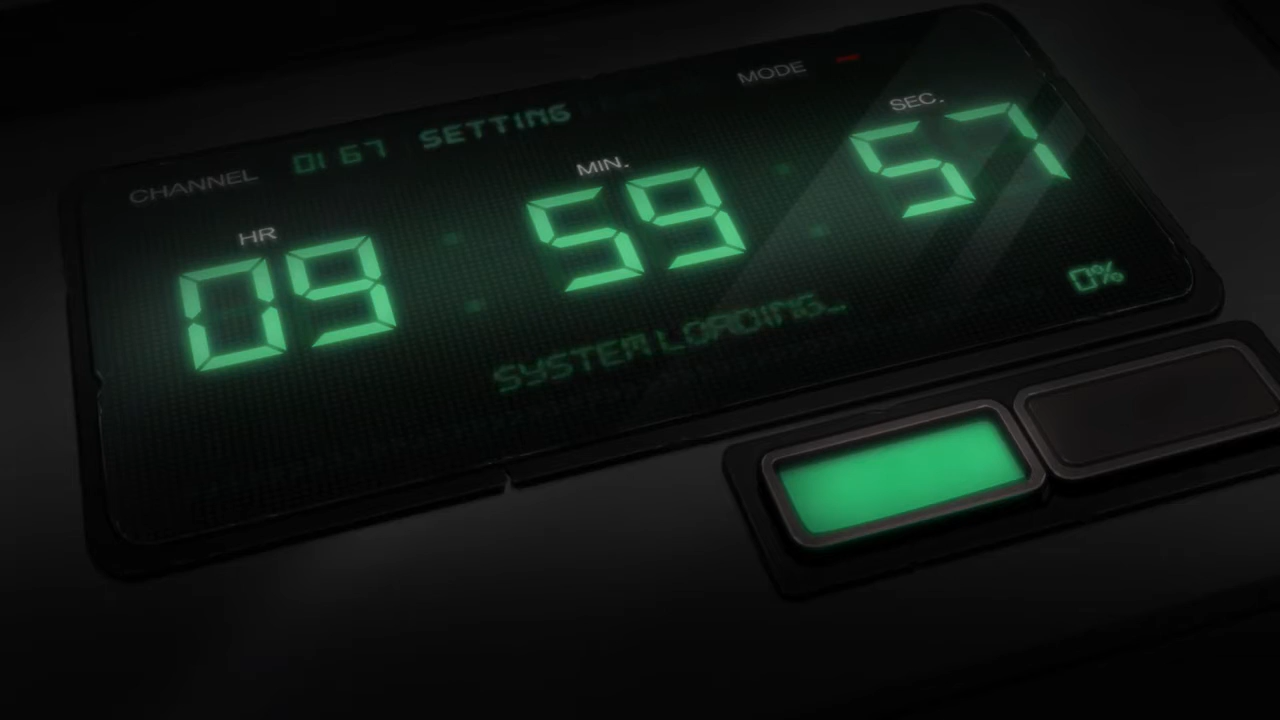 MODE
CHANNEL 01 67 SETTING
HR MIN. SEC.
09 : 59 : 57
SYSTEM LOADING_
0%